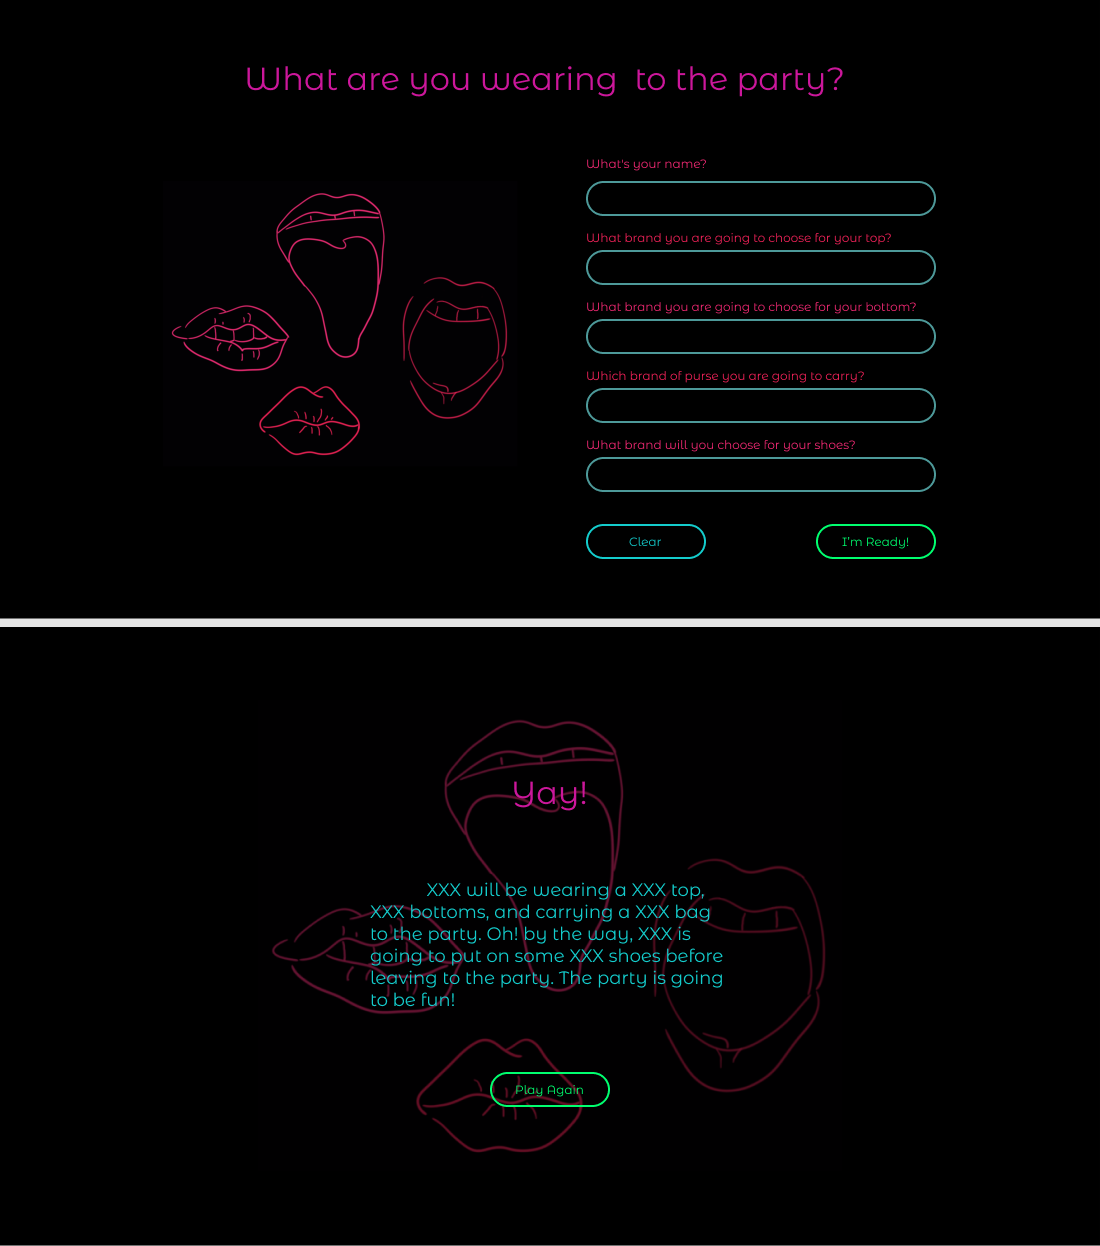 What are you wearing  to the party?
What's your name?
What brand you are going to choose for your top?
What brand you are going to choose for your bottom?
Which brand of purse you are going to carry?
What brand will you choose for your shoes?
Clear
I'm Ready!
Yay!
XXX will be wearing a XXX top,
XXX bottoms, and carrying a XXX bag
to the party. Oh! by the way, XXX is
going to put on some XXX shoes before
leaving to the party. The party is going
to be fun!
Play Again